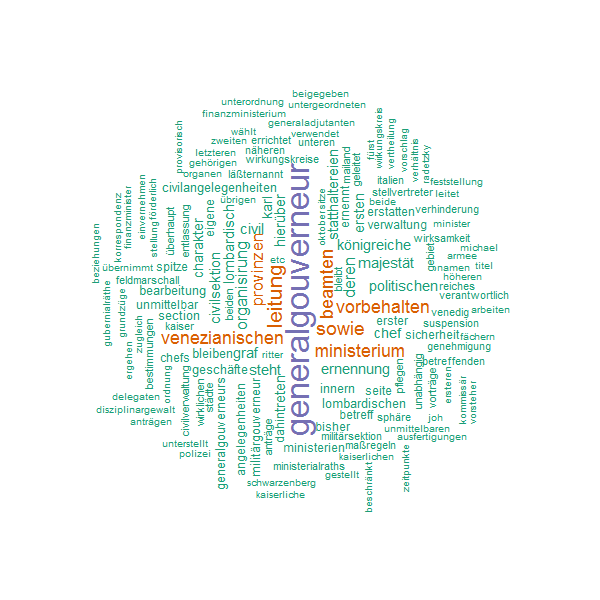 beigegeben
unterordnung
untergeordneten
finanzministerium
generaladjutanten
wählt
verwendet
zweiten
errichtet
unteren
letzteren
näheren
gehörigen
wirkungskreise
organen
läßternannt
civilangelegenheiten
übrigen
provisorisch
generalgouverneur
karl
hierüber
oktobersätze
statthaltereien
ernennt
mailand
geleitet
ersten
fürst
wirkungskreis
vertheilung
vorschlag
verhältnis
radetzky
feststellung
italien
stellvertreter
leitet
beide
erstatten
verhinderung
verwaltung
minister
königreiche
wirksamkeit
michael
gebiet
armee
beziehungen
korrespondenz
finanzminister
einvernehmen
stellung
förderlich
überhaupt
entlassung
charakter
eigene
lombardisch
civil
organisirung
provinzen
eto
leitung
beamten
bleibt
deren
majestät
namen
titel
höheren
übernimmt
spitze
feldmarschall
civilsektion
politischen
reiches
verantwortlich
gubernialräthe
grundzüge
bearbeitung
unmittelbar
beiden
section
kaiser
vorbehalten
venedig
arbeiten
erster
suspension
ergehen
zugleich
bestimmungen
venezianischen
sowie
chef
sicherheit
fächern
genehmigung
chefs
bleiben
graf
ritter
ministerium
betreffenden
ordnung
civilverwaltung
geschäfte
steht
ernennung
pflegen
unabhängig
vorträge
ersteren
kommissär
vorstehen
delegaten
wirklichen
städte
generalgouverneurs
angelegenheiten
militärgouverneur
dahintreten
innern
seite
lombardischen
disziplinargewalt
anträgen
betreff
sphäre
joh
bisher
unmittelbaren
unterstellt
polizei
anträge
ministerien
militärsektion
ausfertigungen
maßregeln
kaiserlichen
ministerialraths
gestellt
schwarzenberg
kaiserliche
beschränkt
zeitpunkte